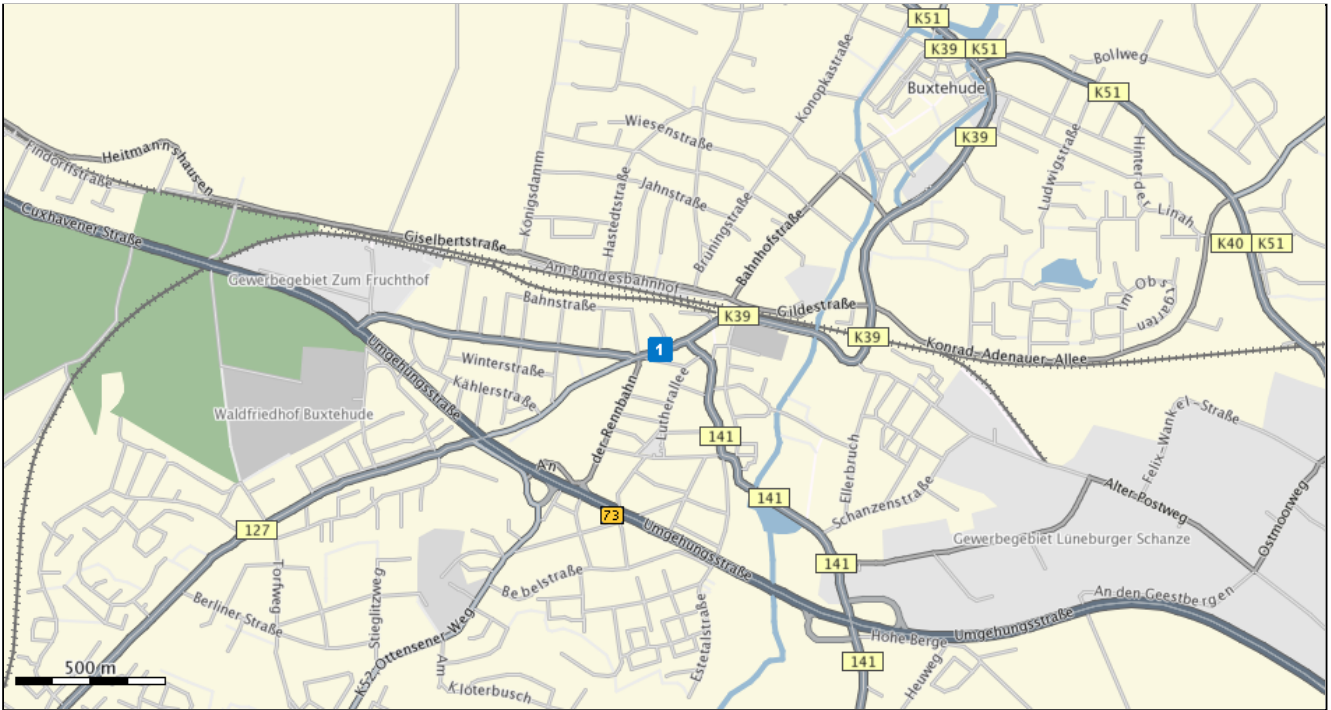 K51
K39 K51
Bollweg
Buxtehude
K51
Konopkastraße
Wiesenstraße
K39
Ludwigstraße
Hinter der Linah
Heitmannshausen
Findorffstraße
Königsdamm
Hastedtstraße
Jahnstraße
Brüningstraße
Bahnhofstraße
Cuxhavener Straße
Giselbertstraße
K40 K51
Am Bundesbahnhof
Gewerbegebiet Zum Fruchthof
Bahnstraße
Im Obstgarten
Gildestraße
K39
K39
Konrad-Adenauer-Allee
1
Umgehungsstraße
Winterstraße
Kählerstraße
An der Rennbahn
Lutherallee
Waldfriedhof Buxtehude
141
Ellerbruch
Felix-Wankel-Straße
Alter Postweg
Ostmoorweg
141
Schanzenstraße
73
127
Umgehungsstraße
Gewerbegebiet Lüneburger Schanze
141
Torfweg
Stieglitzweg
Bebelstraße
Berliner Straße
Estetalstraße
An den Geestbergen
Umgehungsstraße
Hohe Berge
K52 Ottensener Weg
141
Heuweg
Am Kloterbusch
500 m